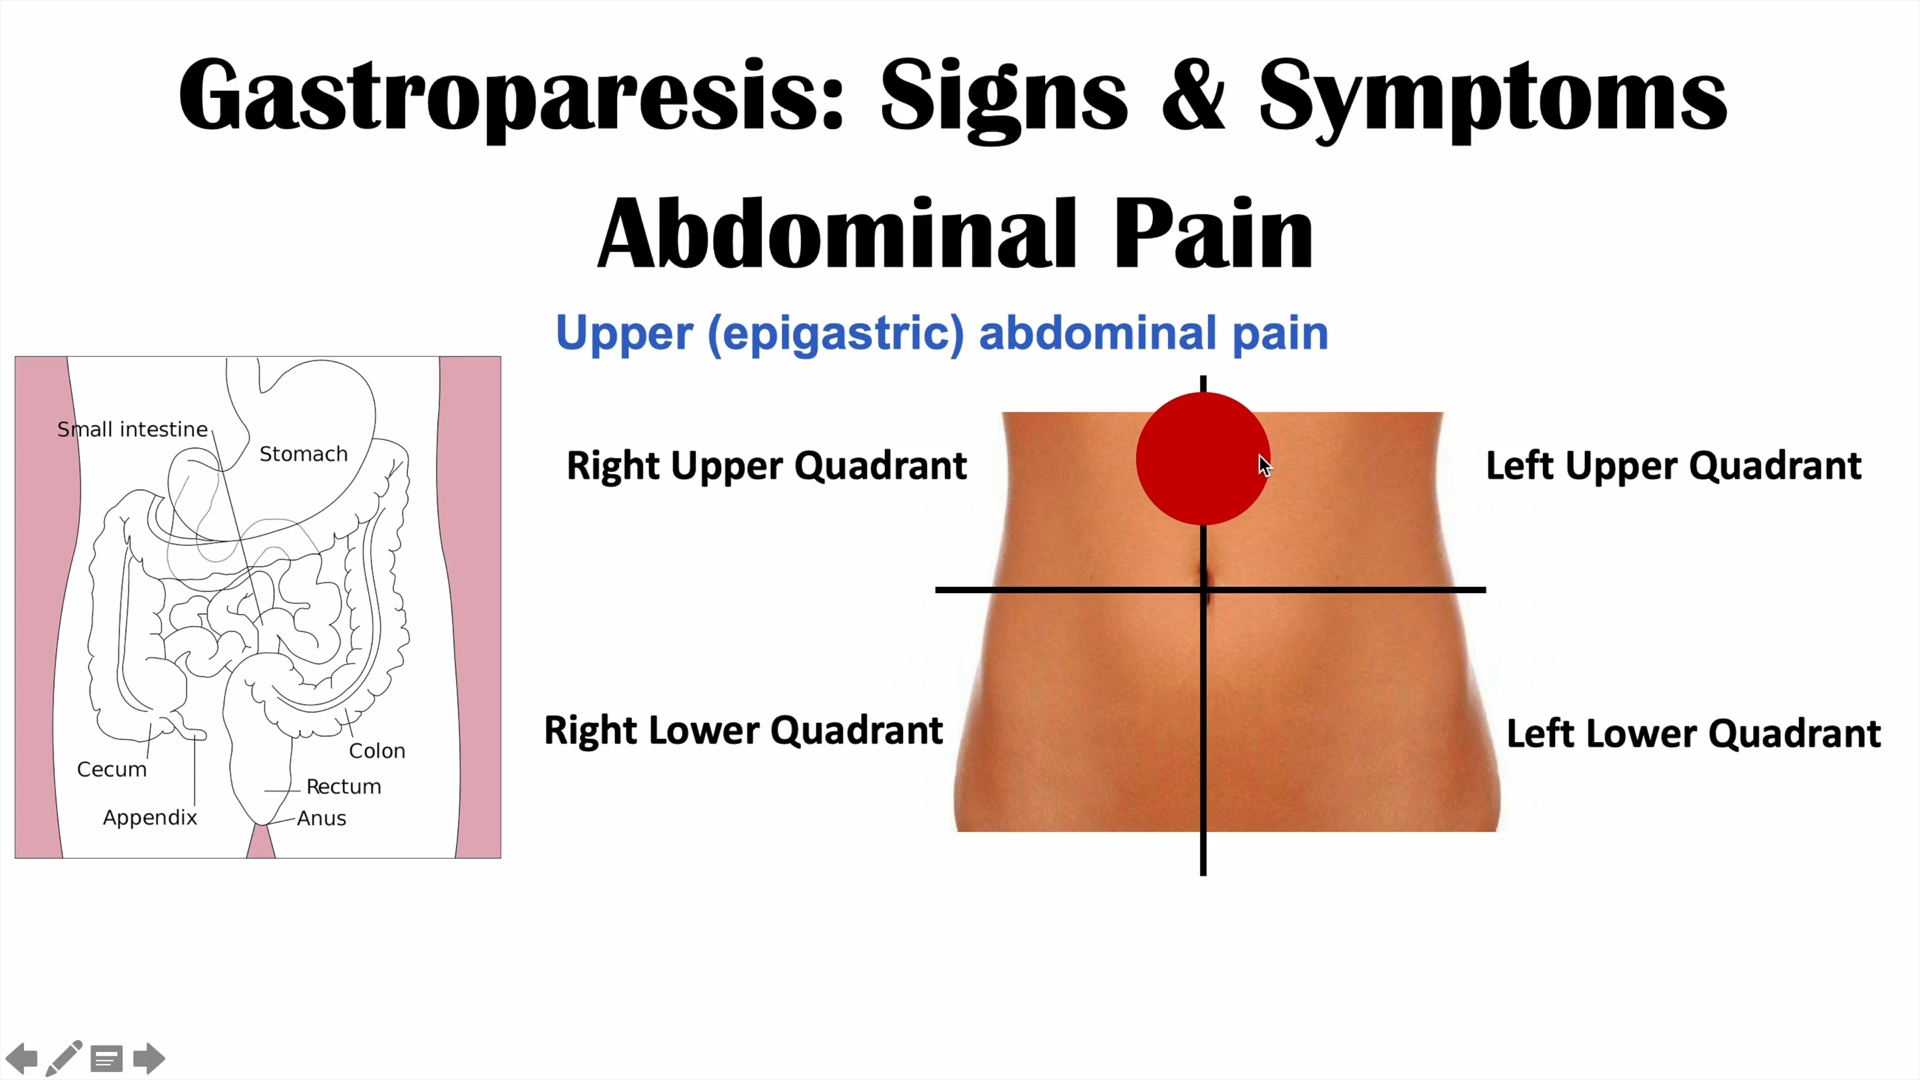 Gastroparesis: Signs & Symptoms
Abdominal Pain
Upper (epigastric) abdominal pain
Small intestine
Stomach
Colon
Cecum
Rectum
Appendix
Anus
Right Upper Quadrant
Left Upper Quadrant
Right Lower Quadrant
Left Lower Quadrant